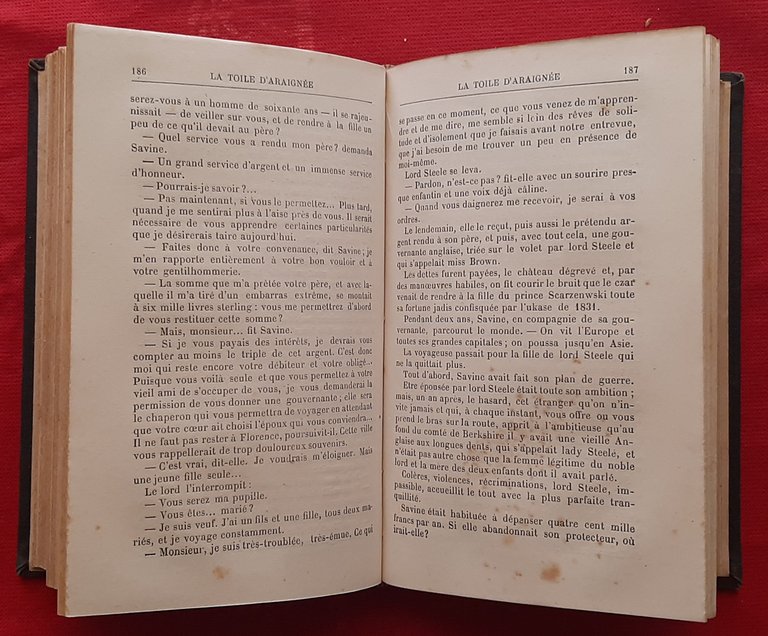 186
LA TOILE D'ARAIGNÉE
serez-vous à un homme de soixante ans — il se rajeu-
nissait — de veiller sur vous, et de rendre à la fille un
peu de ce qu'il devait au père?
— Quel service vous a rendu mon père? demanda
Savine.
— Un grand service d'argent et un immense service
d'honneur.
— Pourrais-je savoir?...
— Pas maintenant, si vous le permettez... Plus tard,
quand je me sentirai plus à l'aise près de vous. Il serait
nécessaire de vous apprendre certaines particularités
que je désirerais taire aujourd'hui.
— Faites donc à votre convenance, dit Savine; je
m'en rapporte entièrement à votre bon vouloir et à
votre gentilhommerie.
— La somme que m'a prêtée votre père, et avec la-
quelle il m'a tiré d'un embarras extrême, se montait
à six mille livres sterling : vous me permettrez d'abord
de vous restituer cette somme?
— Mais, monsieur... fit Savine.
— Si je vous payais des intérêts, je devrais vous
compter au moins le triple de cet argent. C'est donc
moi qui reste encore votre débiteur et votre obligé...
Puisque vous voilà seule et que vous permettez à votre
vieil ami de s'occuper de vous, je vous demanderai la
permission de vous donner une gouvernante; elle sera
le chaperon qui vous permettra de voyager en attendant
que votre cœur ait choisi l'époux qui vous conviendra...
Il ne faut pas rester à Florence, poursuivit-il. Cette ville
vous rappellerait de trop douloureux souvenirs.
— C'est vrai, dit-elle. Je voudrais m'éloigner. Mais
une jeune fille seule...
Le lord l'interrompit :
— Vous serez ma pupille.
— Vous êtes... marié?
— Je suis veuf. J'ai un fils et une fille, tous deux ma-
riés, et je voyage constamment.
— Monsieur, je suis très-troublée, très-émue. Ce qui
LA TOILE D'ARAIGNÉE
187
se passe en ce moment, ce que vous venez de m'appren-
dre et de me dire, me semble si loin des rêves de soli-
tude et d'isolement que je faisais avant notre entrevue,
que j'ai besoin de me trouver un peu en présence de
moi-même.
Lord Steele se leva.
— Pardon, n'est-ce pas? fit-elle avec un sourire pres-
que enfantin et une voix déjà câline.
— Quand vous daignerez me recevoir, je serai à vos
ordres.
Le lendemain, elle le reçut, puis aussi le prétendu ar-
gent rendu à son père, et puis, avec tout cela, une gou-
vernante anglaise, triée sur le volet par lord Steele et
qui s'appelait miss Brown.
Les dettes furent payées, le château dégrevé et, par
des manœuvres habiles, on fit courir le bruit que le czar
venait de rendre à la fille du prince Scarzenwski toute
sa fortune jadis confisquée par l'ukase de 1831.
Pendant deux ans, Savine, en compagnie de sa gou-
vernante, parcourut le monde. — On vit l'Europe et
toutes ses grandes capitales; on poussa jusqu'en Asie.
La voyageuse passait pour la fille de lord Steele qui
ne la quittait plus.
Tout d'abord, Savine avait fait son plan de guerre.
Etre épousée par lord Steele était toute son ambition;
mais, un an après, le hasard, cet étranger qu'on n'in-
vite jamais et qui, à chaque instant, vous offre ou vous
prend le bras sur la route, apprit à l'ambitieuse qu'au
fond du comté de Berkshire il y avait une vieille An-
glaise aux longues dents, qui s'appelait lady Steele, et
n'était pas autre chose que la femme légitime du noble
lord et la mère des deux enfants dont il avait parlé.
Colères, violences, récriminations, lord Steele, im-
passible, accueillit le tout avec la plus parfaite tran-
quillité.
Savine était habituée à dépenser quatre cent mille
francs par an. Si elle abandonnait son protecteur, où
irait-elle?